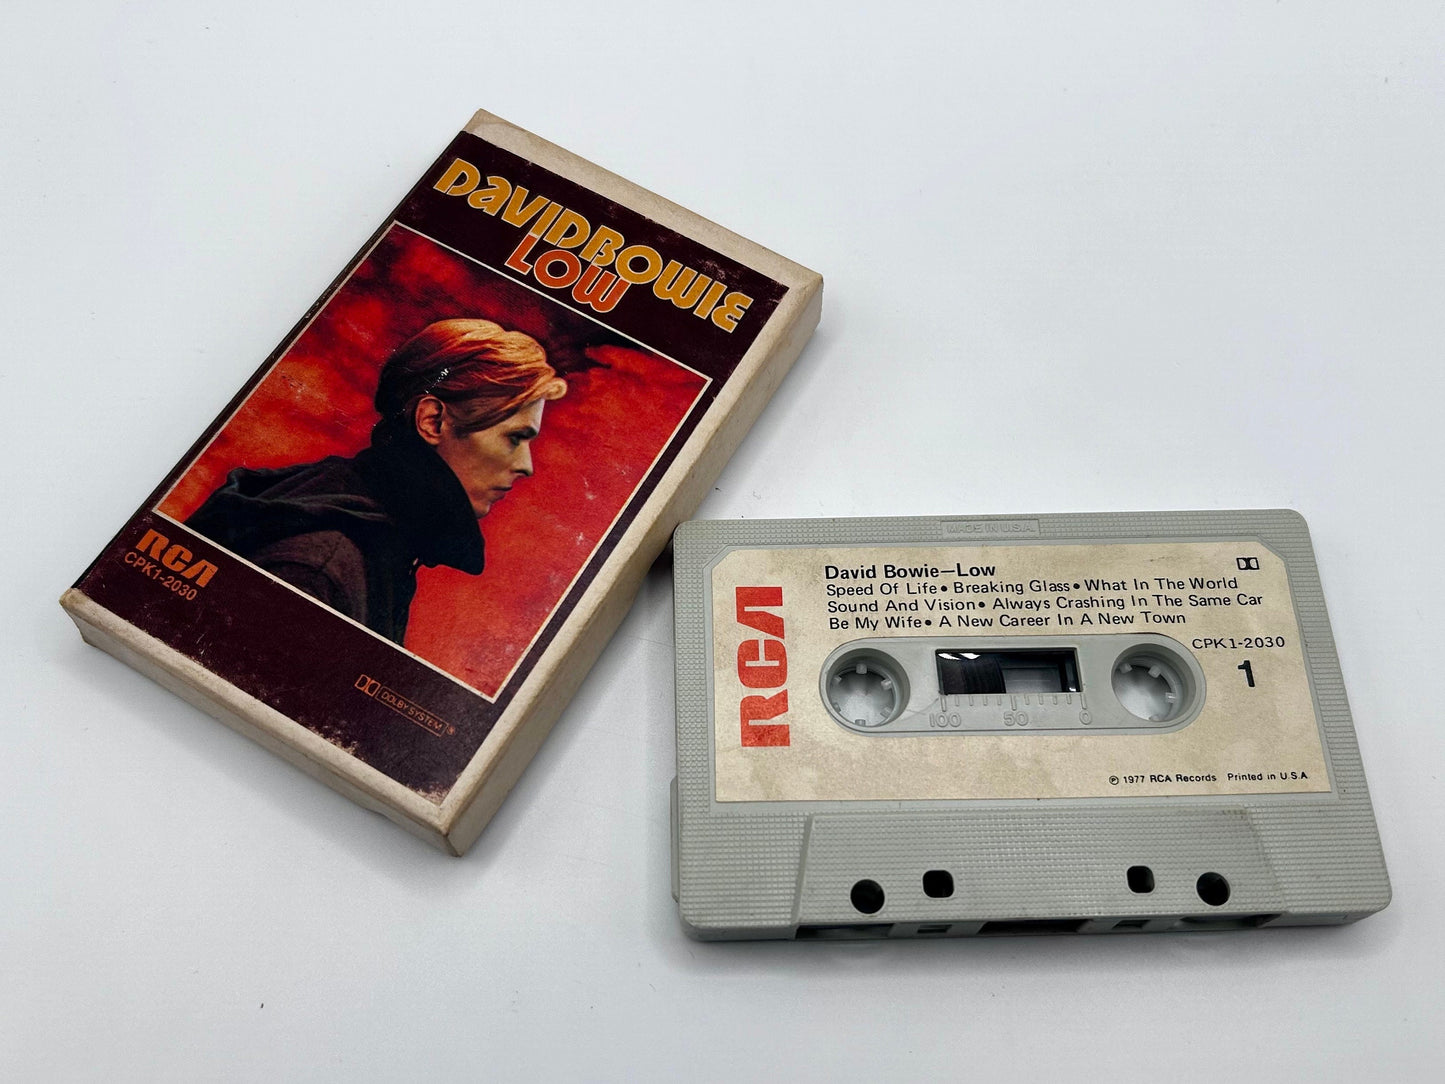 DAVID BOWIE
LOW
RCA
CPK1-2030
DOLBY SYSTEM
MADE IN U.S.A.
RCA
David Bowie—Low
Speed Of Life • Breaking Glass • What In The World
Sound And Vision • Always Crashing In The Same Car
Be My Wife • A New Career In A New Town
CPK1-2030
1
100 50 0
℗ 1977 RCA Records Printed in U.S.A.